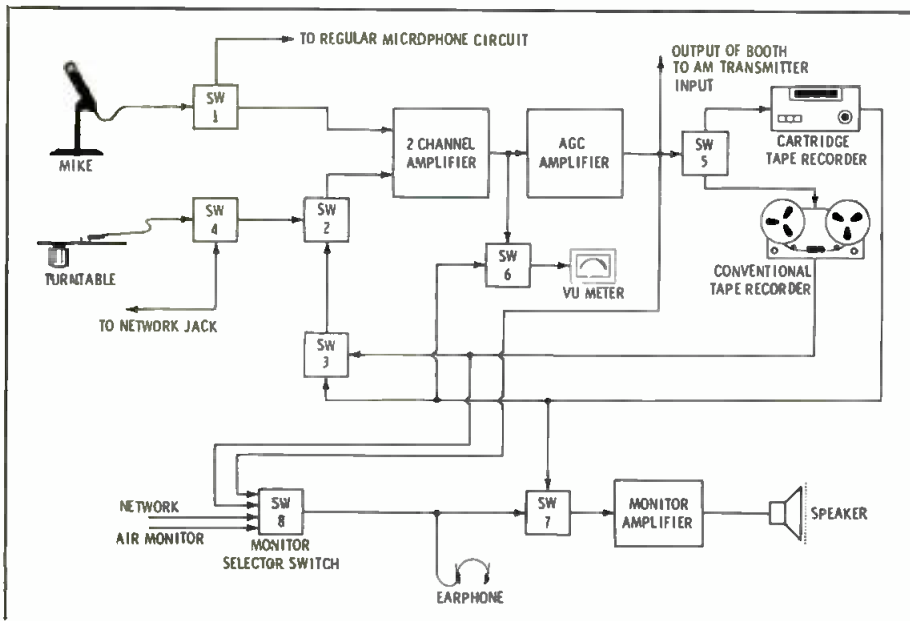 TO REGULAR MICRDPHONE CIRCUIT
OUTPUT OF BOOTH
TO AM TRANSMITTER
INPUT
SW
1
MIKE
2 CHANNEL
AMPLIFIER
AGC
AMPLIFIER
SW
5
CARTRIDGE
TAPE RECORDER
SW
4
SW
2
TURNTABLE
SW
6
VU METER
CONVENTIONAL
TAPE RECORDER
TO NETWORK JACK
SW
3
NETWORK
AIR MONITOR
SW
8
MONITOR
SELECTOR SWITCH
SW
7
MONITOR
AMPLIFIER
SPEAKER
EARPHONE